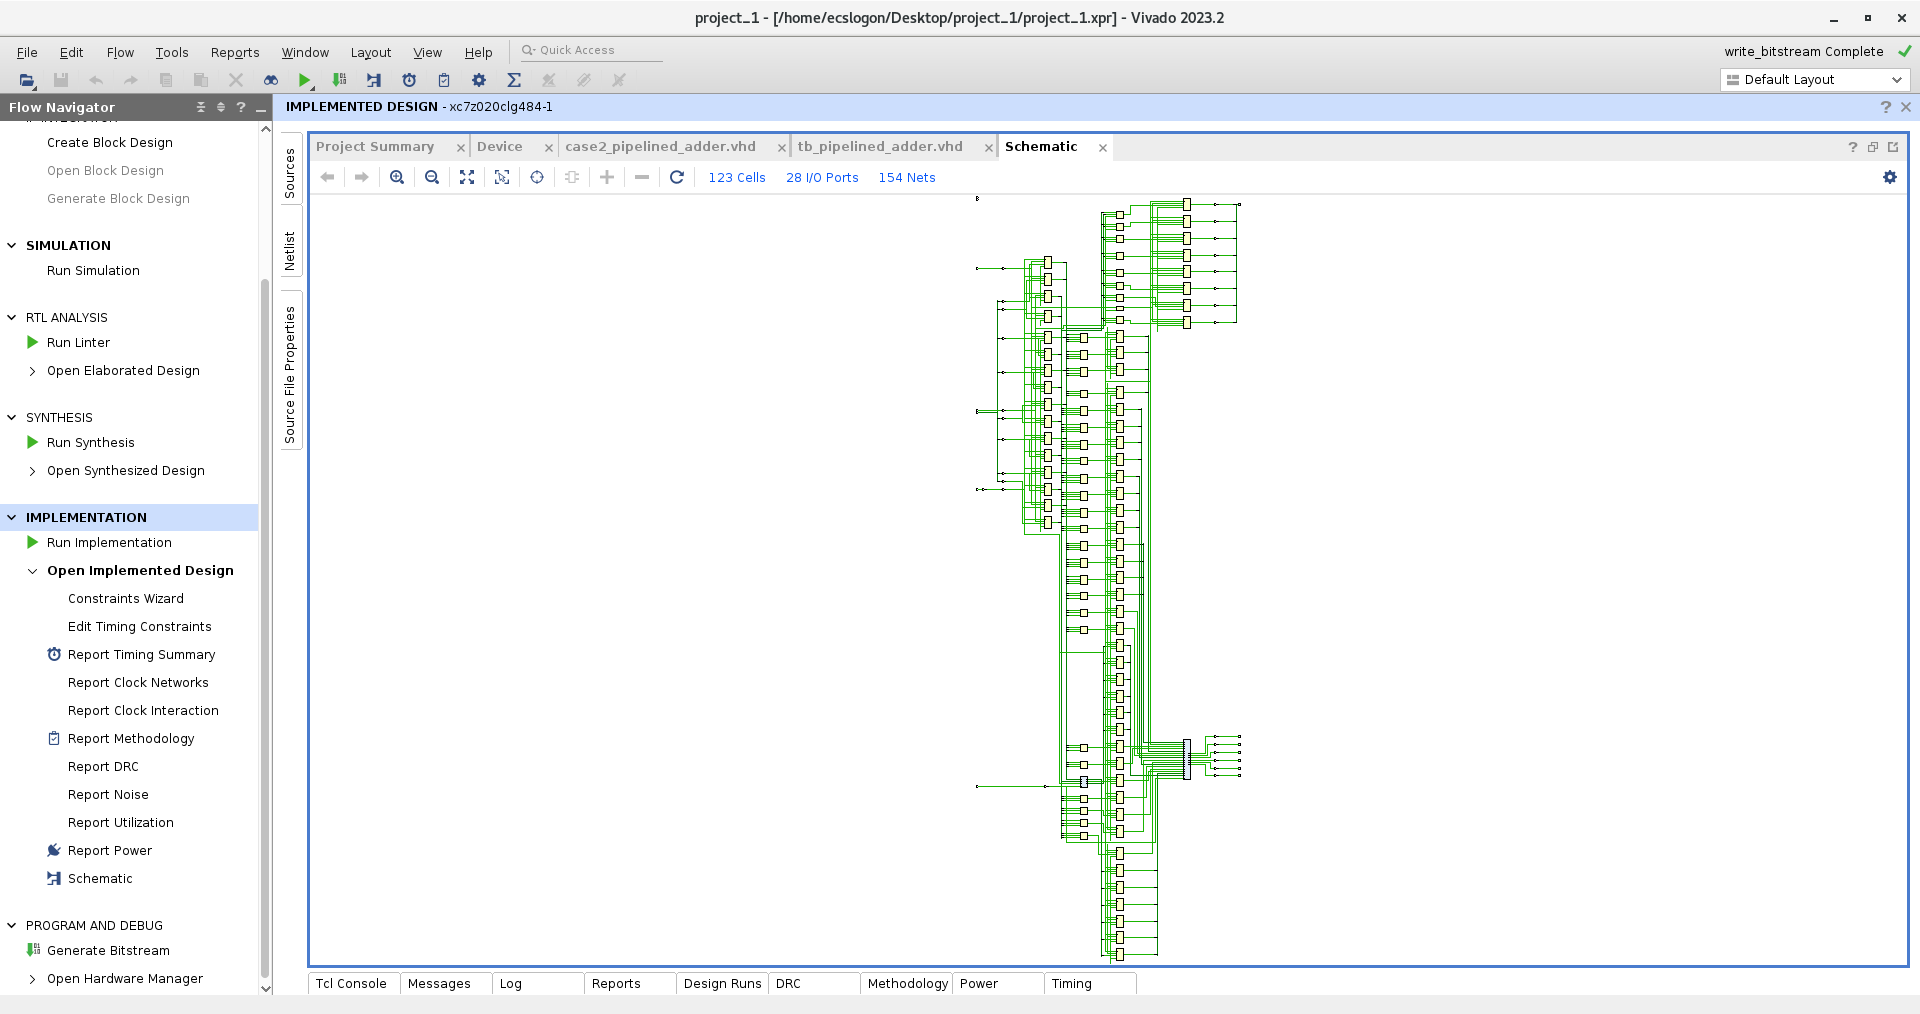 project_1 - [/home/ecslogon/Desktop/project_1/project_1.xpr] - Vivado 2023.2
File Edit Flow Tools Reports Window Layout View Help Quick Access
write_bitstream Complete
Default Layout
Flow Navigator
IMPLEMENTED DESIGN - xc7z020clg484-1
Create Block Design
Open Block Design
Generate Block Design
SIMULATION
Run Simulation
RTL ANALYSIS
Run Linter
Open Elaborated Design
SYNTHESIS
Run Synthesis
Open Synthesized Design
IMPLEMENTATION
Run Implementation
Open Implemented Design
Constraints Wizard
Edit Timing Constraints
Report Timing Summary
Report Clock Networks
Report Clock Interaction
Report Methodology
Report DRC
Report Noise
Report Utilization
Report Power
Schematic
PROGRAM AND DEBUG
Generate Bitstream
Open Hardware Manager
Sources
Netlist
Source File Properties
Project Summary Device case2_pipelined_adder.vhd tb_pipelined_adder.vhd Schematic
123 Cells 28 I/O Ports 154 Nets
Tcl Console Messages Log Reports Design Runs DRC Methodology Power Timing